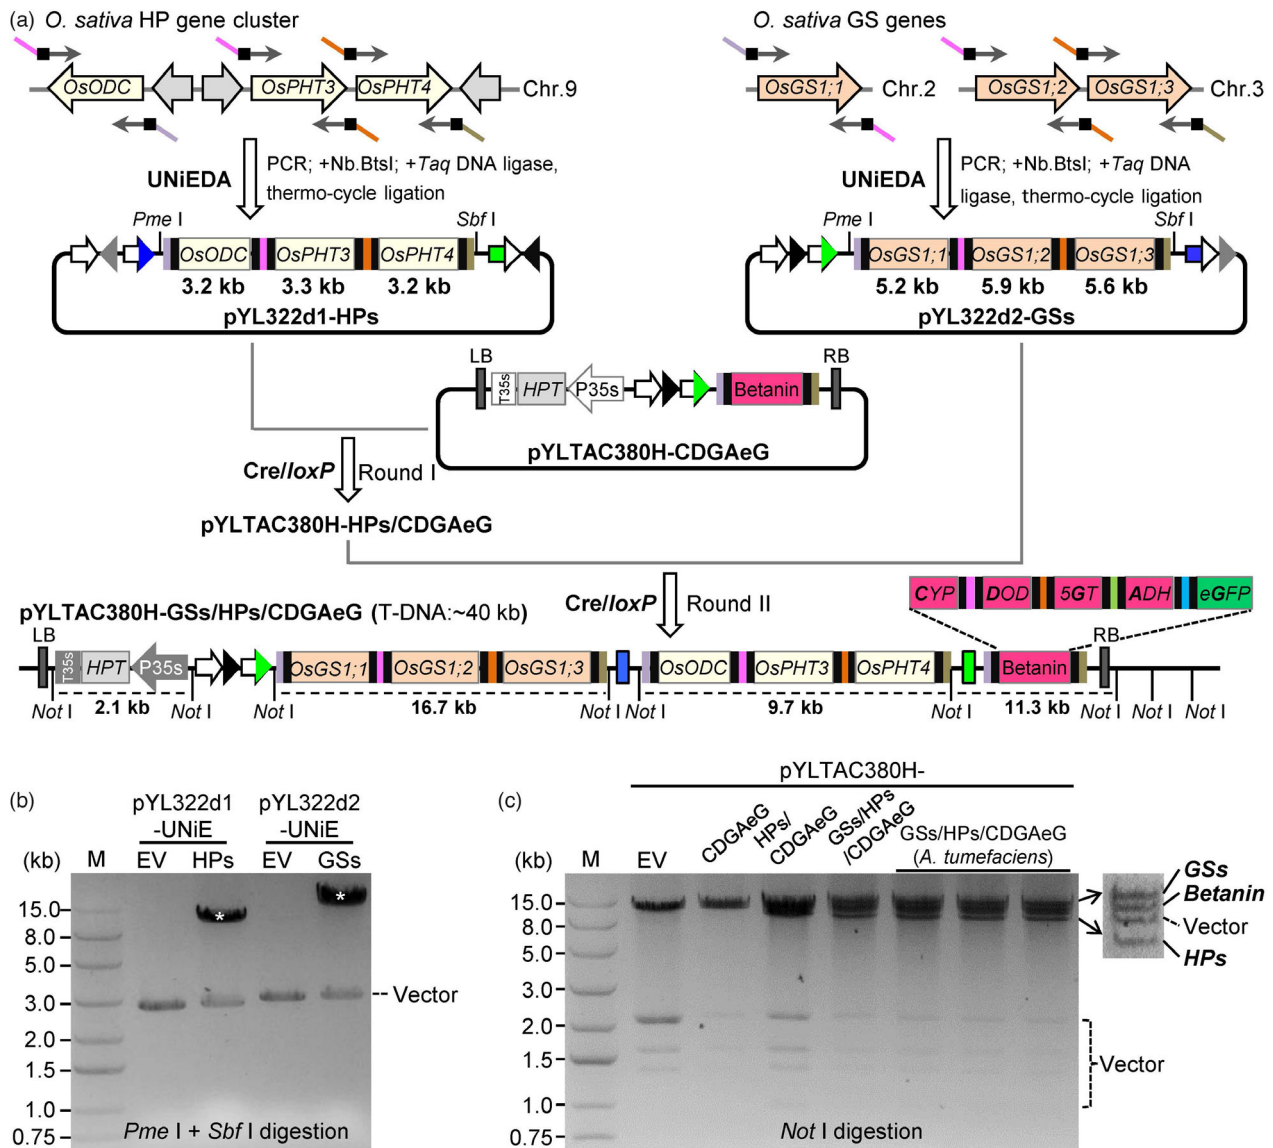 (a) O. sativa HP gene cluster
O. sativa GS genes
OsODC OsPHT3 OsPHT4 Chr.9
OsGS1;1 Chr.2 OsGS1;2 OsGS1;3 Chr.3
UNiEDA PCR; +Nb.BtsI; +Taq DNA ligase,
thermo-cycle ligation
UNiEDA PCR; +Nb.BtsI; +Taq DNA
ligase, thermo-cycle ligation
Pme I Sbf I
OsODC OsPHT3 OsPHT4
3.2 kb 3.3 kb 3.2 kb
pYL322d1-HPs
Pme I Sbf I
OsGS1;1 OsGS1;2 OsGS1;3
5.2 kb 5.9 kb 5.6 kb
pYL322d2-GSs
LB RB
T35s HPT P35s Betanin
pYLTAC380H-CDGAeG
Cre/loxP Round I
pYLTAC380H-HPs/CDGAeG
Cre/loxP Round II
CYP DOD 5GT ADH eGFP
pYLTAC380H-GSs/HPs/CDGAeG (T-DNA:~40 kb)
LB RB
T35s HPT P35s OsGS1;1 OsGS1;2 OsGS1;3 OsODC OsPHT3 OsPHT4 Betanin
Not I 2.1 kb Not I Not I 16.7 kb Not I Not I 9.7 kb Not I 11.3 kb Not I Not I Not I
(b) pYL322d1 pYL322d2
-UNiE -UNiE
(kb) M EV HPs EV GSs
* *
15.0
8.0
5.0
3.0
2.0
1.5
1.0
0.75
Vector
Pme I + Sbf I digestion
(c) pYLTAC380H-
(kb) M EV
CDGAeG
HPs/
CDGAeG
GSs/HPs
/CDGAeG
GSs/HPs/CDGAeG
(A. tumefaciens)
15.0
8.0
5.0
3.0
2.0
1.5
1.0
0.75
GSs
Betanin
Vector
HPs
Vector
Not I digestion